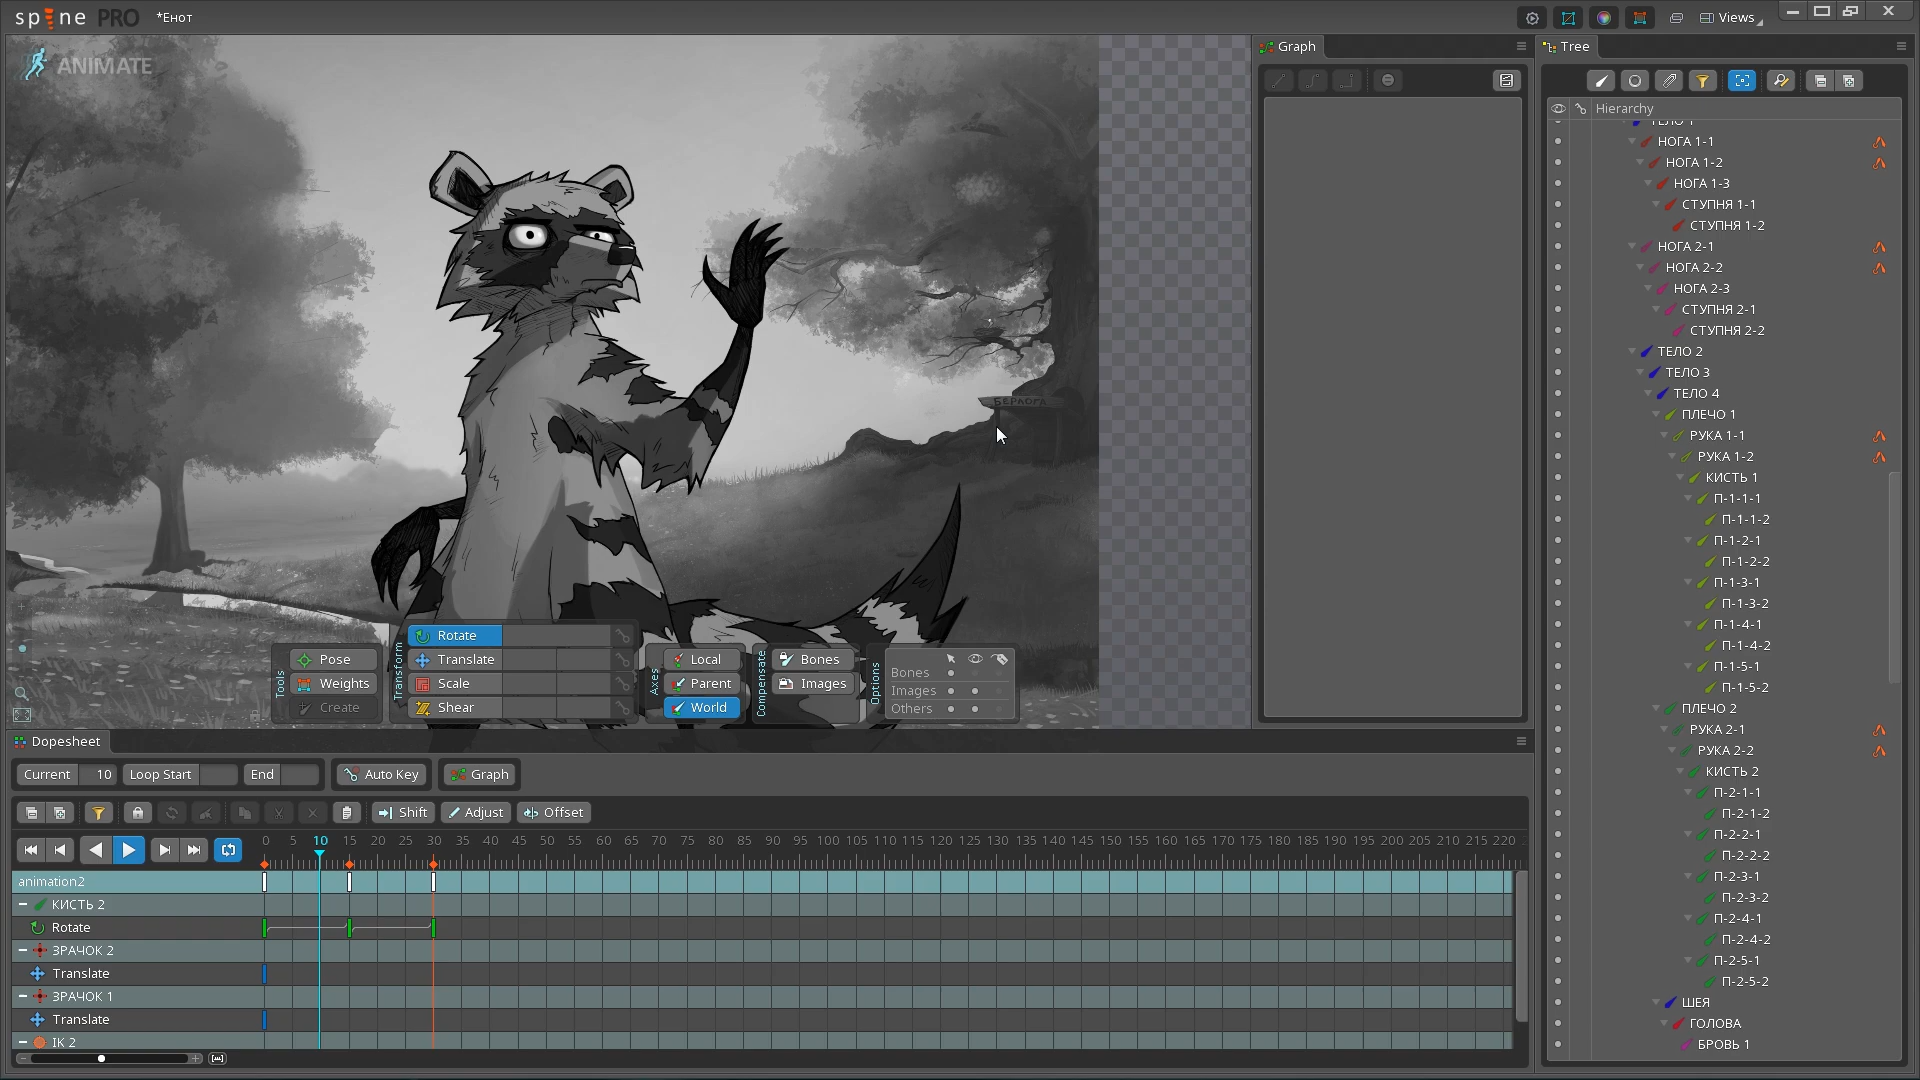 spine PRO
*Енот
Views
ANIMATE
БЕРЛОГА
Tools
Pose
Weights
Create
Transform
Rotate
Translate
Scale
Shear
Axes
Local
Parent
World
Compensate
Bones
Images
Options
Bones
Images
Others
Graph
Tree
Hierarchy
ТЕЛО 1
НОГА 1-1
НОГА 1-2
НОГА 1-3
СТУПНЯ 1-1
СТУПНЯ 1-2
НОГА 2-1
НОГА 2-2
НОГА 2-3
СТУПНЯ 2-1
СТУПНЯ 2-2
ТЕЛО 2
ТЕЛО 3
ТЕЛО 4
ПЛЕЧО 1
РУКА 1-1
РУКА 1-2
КИСТЬ 1
П-1-1-1
П-1-1-2
П-1-2-1
П-1-2-2
П-1-3-1
П-1-3-2
П-1-4-1
П-1-4-2
П-1-5-1
П-1-5-2
ПЛЕЧО 2
РУКА 2-1
РУКА 2-2
КИСТЬ 2
П-2-1-1
П-2-1-2
П-2-2-1
П-2-2-2
П-2-3-1
П-2-3-2
П-2-4-1
П-2-4-2
П-2-5-1
П-2-5-2
ШЕЯ
ГОЛОВА
БРОВЬ 1
Dopesheet
Current 10 Loop Start End Auto Key Graph
Shift Adjust Offset
0 5 10 15 20 25 30 35 40 45 50 55 60 65 70 75 80 85 90 95 100 105 110 115 120 125 130 135 140 145 150 155 160 165 170 175 180 185 190 195 200 205 210 215 220
animation2
КИСТЬ 2
Rotate
ЗРАЧОК 2
Translate
ЗРАЧОК 1
Translate
IK 2